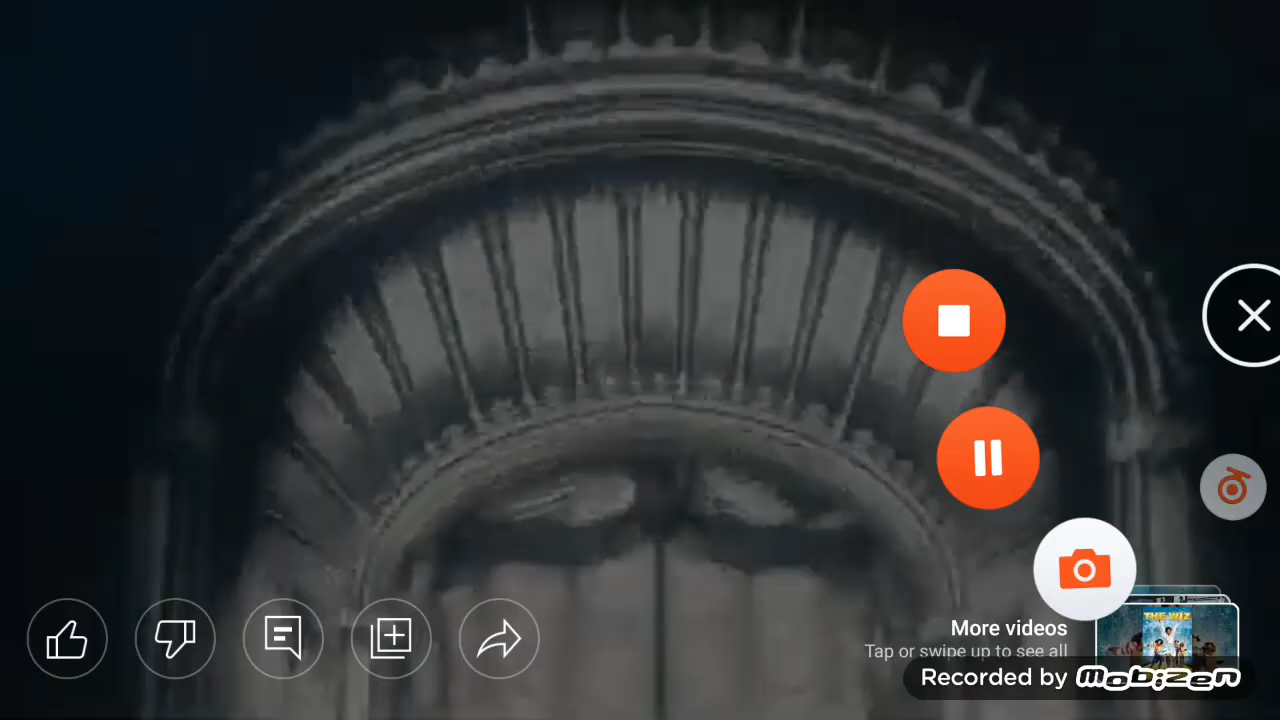 More videos
Tap or swipe up to see all
THE WIZ
Recorded by Mobizen